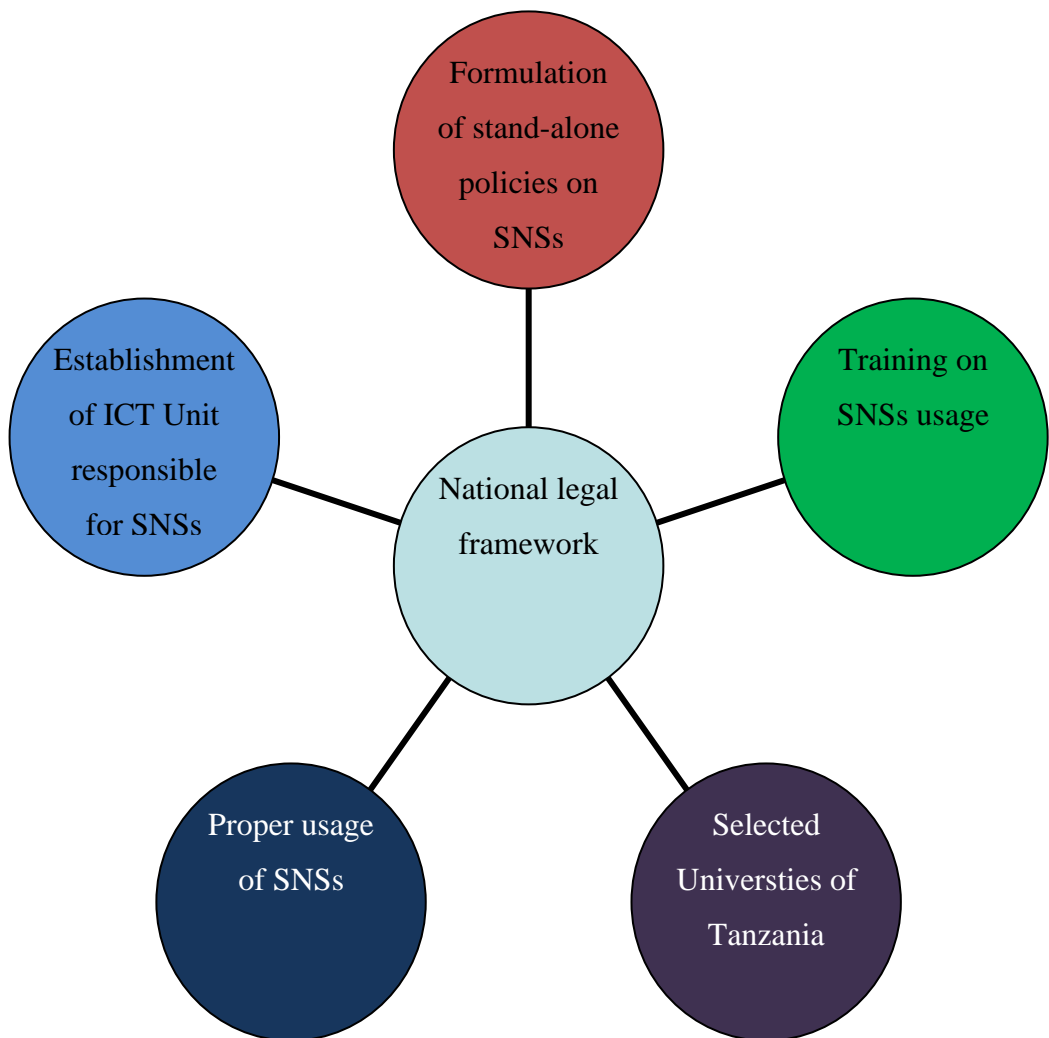 Formulation
of stand-alone
policies on
SNSs
Establishment
of ICT Unit
responsible
for SNSs
Training on
SNSs usage
National legal
framework
Proper usage
of SNSs
Selected
Universties of
Tanzania